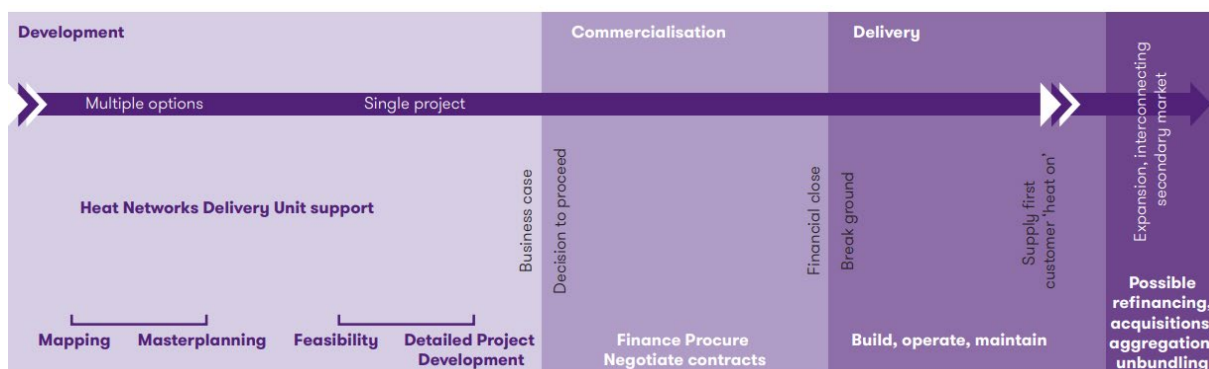 Development
Commercialisation
Delivery
Multiple options
Single project
Heat Networks Delivery Unit support
Business case
Decision to proceed
Financial close
Break ground
Supply first
customer 'heat on'
Expansion, interconnecting
secondary market
Mapping
Masterplanning
Feasibility
Detailed Project
Development
Finance Procure
Negotiate contracts
Build, operate, maintain
Possible
refinancing,
acquisitions,
aggregation,
unbundling